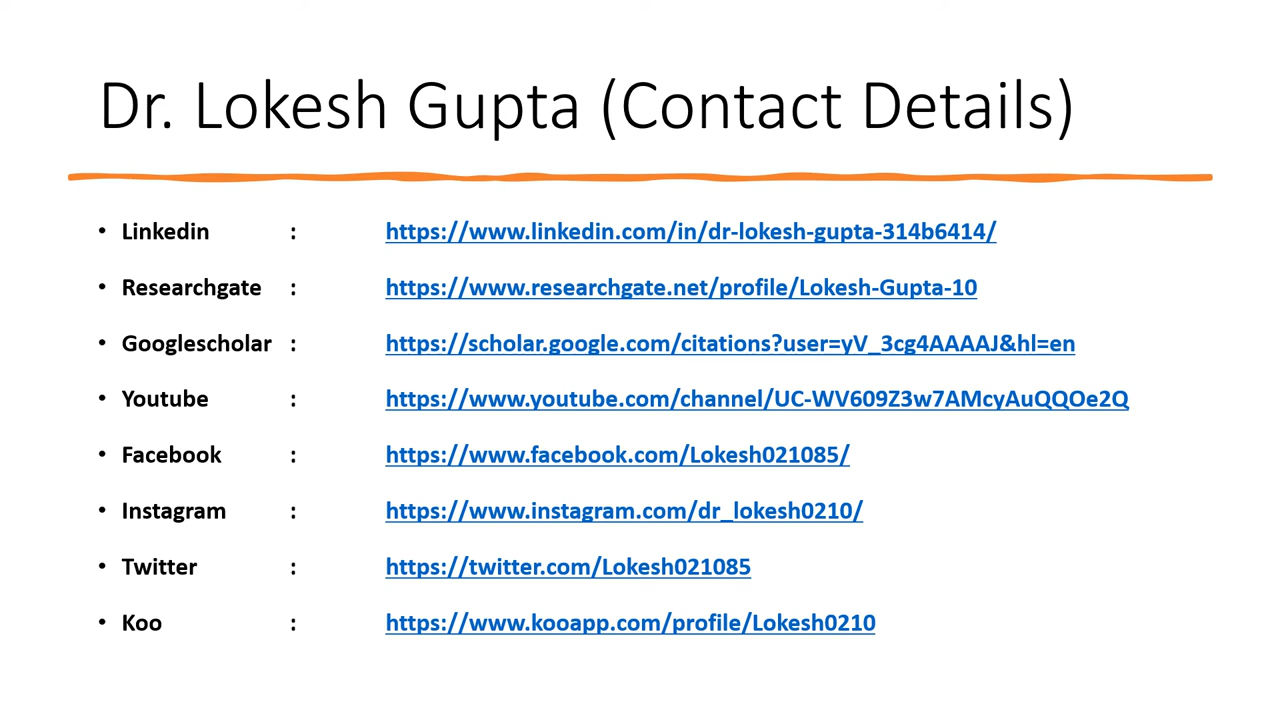 Dr. Lokesh Gupta (Contact Details)
• Linkedin : https://www.linkedin.com/in/dr-lokesh-gupta-314b6414/
• Researchgate : https://www.researchgate.net/profile/Lokesh-Gupta-10
• Googlescholar : https://scholar.google.com/citations?user=yV_3cg4AAAAJ&hl=en
• Youtube : https://www.youtube.com/channel/UC-WV609Z3w7AMcyAuQQOe2Q
• Facebook : https://www.facebook.com/Lokesh021085/
• Instagram : https://www.instagram.com/dr_lokesh0210/
• Twitter : https://twitter.com/Lokesh021085
• Koo : https://www.kooapp.com/profile/Lokesh0210